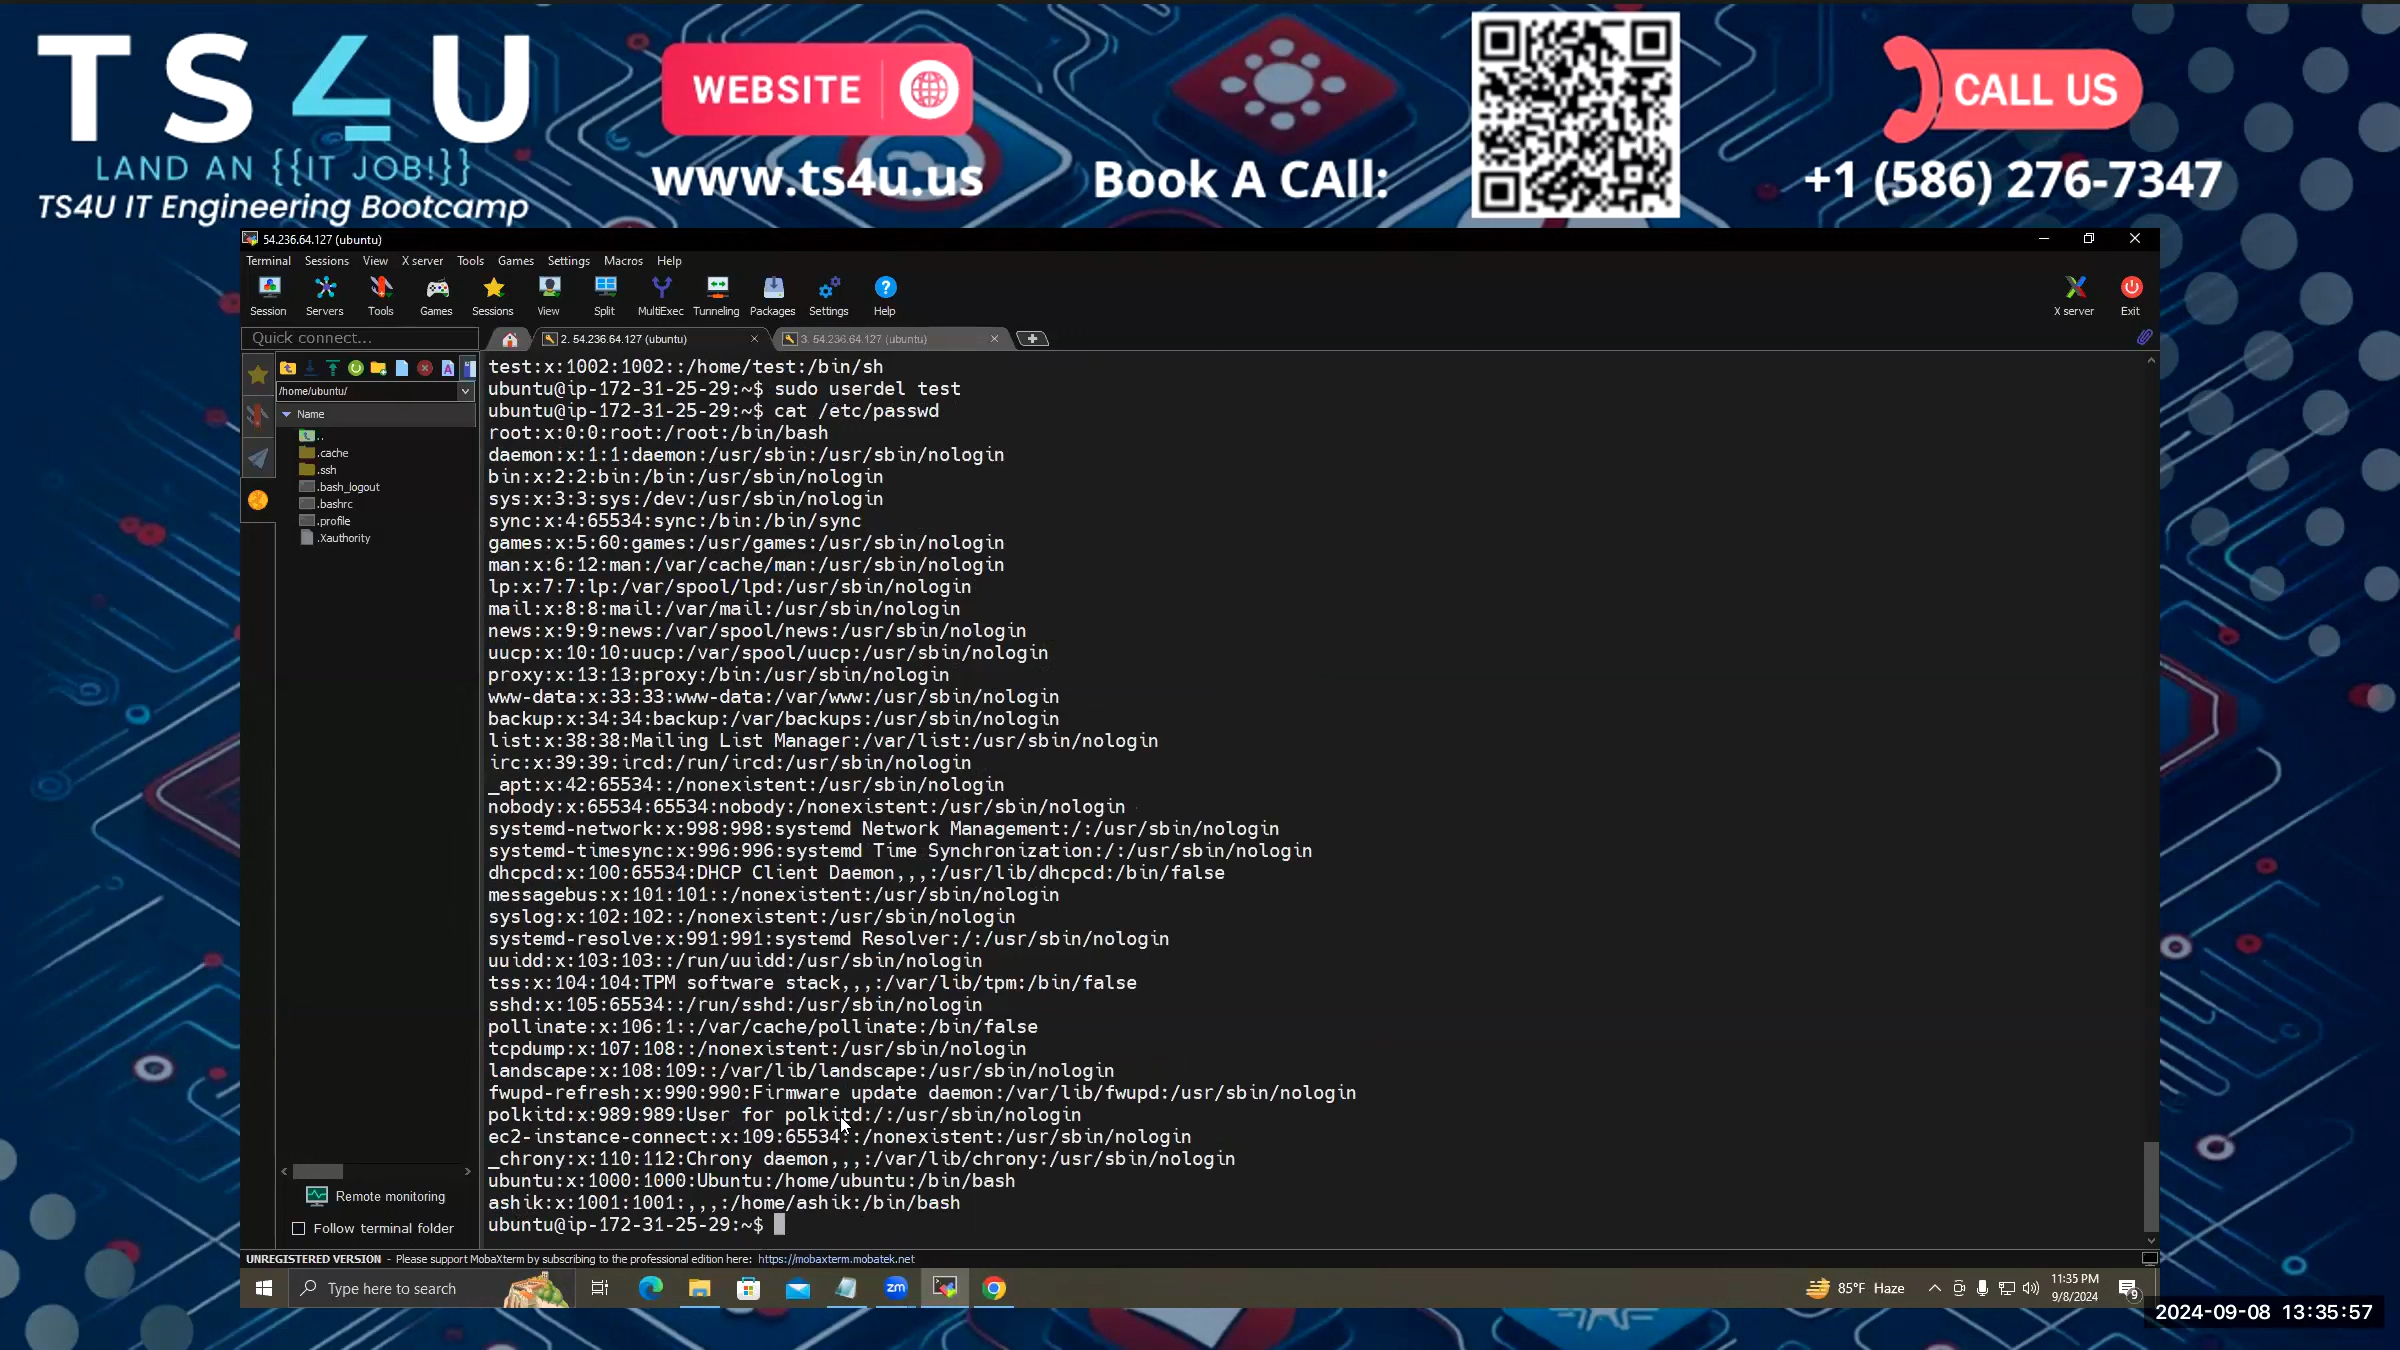 TS4U
LAND AN {{IT JOB!}}
TS4U IT Engineering Bootcamp
WEBSITE
www.ts4u.us
Book A CAll:
CALL US
+1 (586) 276-7347
54.236.64.127 (ubuntu)
Terminal Sessions View X server Tools Games Settings Macros Help
Session Servers Tools Games Sessions View Split MultiExec Tunneling Packages Settings Help X server Exit
Quick connect...
2. 54.236.64.127 (ubuntu)
3. 54.236.64.127 (ubuntu)
/home/ubuntu/
Name
..
.cache
.ssh
.bash_logout
.bashrc
.profile
.Xauthority
Remote monitoring
Follow terminal folder
test:x:1002:1002::/home/test:/bin/sh
ubuntu@ip-172-31-25-29:~$ sudo userdel test
ubuntu@ip-172-31-25-29:~$ cat /etc/passwd
root:x:0:0:root:/root:/bin/bash
daemon:x:1:1:daemon:/usr/sbin:/usr/sbin/nologin
bin:x:2:2:bin:/bin:/usr/sbin/nologin
sys:x:3:3:sys:/dev:/usr/sbin/nologin
sync:x:4:65534:sync:/bin:/bin/sync
games:x:5:60:games:/usr/games:/usr/sbin/nologin
man:x:6:12:man:/var/cache/man:/usr/sbin/nologin
lp:x:7:7:lp:/var/spool/lpd:/usr/sbin/nologin
mail:x:8:8:mail:/var/mail:/usr/sbin/nologin
news:x:9:9:news:/var/spool/news:/usr/sbin/nologin
uucp:x:10:10:uucp:/var/spool/uucp:/usr/sbin/nologin
proxy:x:13:13:proxy:/bin:/usr/sbin/nologin
www-data:x:33:33:www-data:/var/www:/usr/sbin/nologin
backup:x:34:34:backup:/var/backups:/usr/sbin/nologin
list:x:38:38:Mailing List Manager:/var/list:/usr/sbin/nologin
irc:x:39:39:ircd:/run/ircd:/usr/sbin/nologin
_apt:x:42:65534::/nonexistent:/usr/sbin/nologin
nobody:x:65534:65534:nobody:/nonexistent:/usr/sbin/nologin
systemd-network:x:998:998:systemd Network Management:/:/usr/sbin/nologin
systemd-timesync:x:996:996:systemd Time Synchronization:/:/usr/sbin/nologin
dhcpcd:x:100:65534:DHCP Client Daemon,,,:/usr/lib/dhcpcd:/bin/false
messagebus:x:101:101::/nonexistent:/usr/sbin/nologin
syslog:x:102:102::/nonexistent:/usr/sbin/nologin
systemd-resolve:x:991:991:systemd Resolver:/:/usr/sbin/nologin
uuidd:x:103:103::/run/uuidd:/usr/sbin/nologin
tss:x:104:104:TPM software stack,,,:/var/lib/tpm:/bin/false
sshd:x:105:65534::/run/sshd:/usr/sbin/nologin
pollinate:x:106:1::/var/cache/pollinate:/bin/false
tcpdump:x:107:108::/nonexistent:/usr/sbin/nologin
landscape:x:108:109::/var/lib/landscape:/usr/sbin/nologin
fwupd-refresh:x:990:990:Firmware update daemon:/var/lib/fwupd:/usr/sbin/nologin
polkitd:x:989:989:User for polkitd:/:/usr/sbin/nologin
ec2-instance-connect:x:109:65534::/nonexistent:/usr/sbin/nologin
_chrony:x:110:112:Chrony daemon,,,:/var/lib/chrony:/usr/sbin/nologin
ubuntu:x:1000:1000:Ubuntu:/home/ubuntu:/bin/bash
ashik:x:1001:1001:,,,:/home/ashik:/bin/bash
ubuntu@ip-172-31-25-29:~$
UNREGISTERED VERSION - Please support MobaXterm by subscribing to the professional edition here: https://mobaxterm.mobatek.net
Type here to search
zm
85°F Haze
11:35 PM
9/8/2024
9
2024-09-08 13:35:57